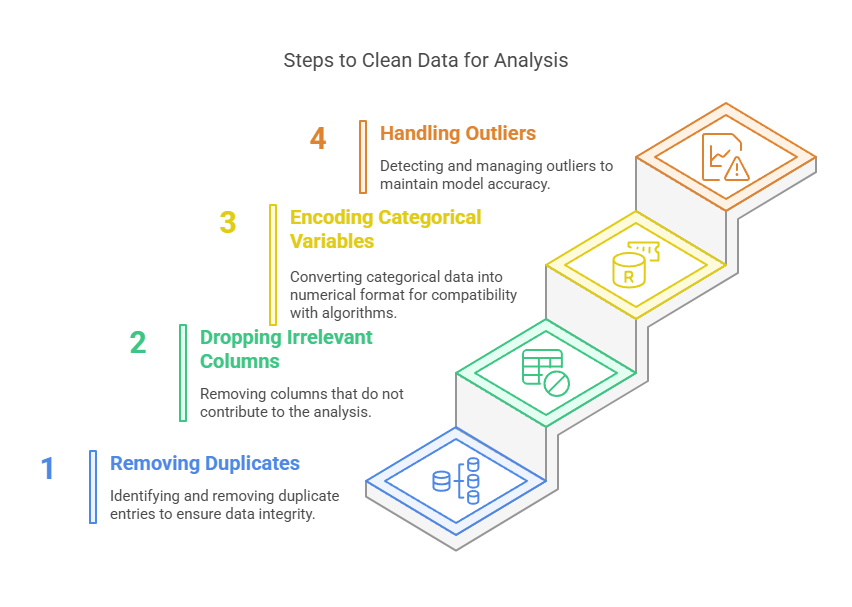 Steps to Clean Data for Analysis
4
Handling Outliers
Detecting and managing outliers to
maintain model accuracy.
3
Encoding Categorical
Variables
Converting categorical data into
numerical format for compatibility
with algorithms.
R
2
Dropping Irrelevant
Columns
Removing columns that do not
contribute to the analysis.
1
Removing Duplicates
Identifying and removing duplicate
entries to ensure data integrity.